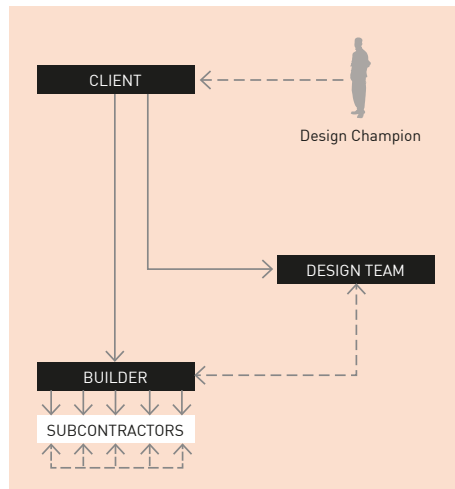 CLIENT
Design Champion
DESIGN TEAM
BUILDER
SUBCONTRACTORS